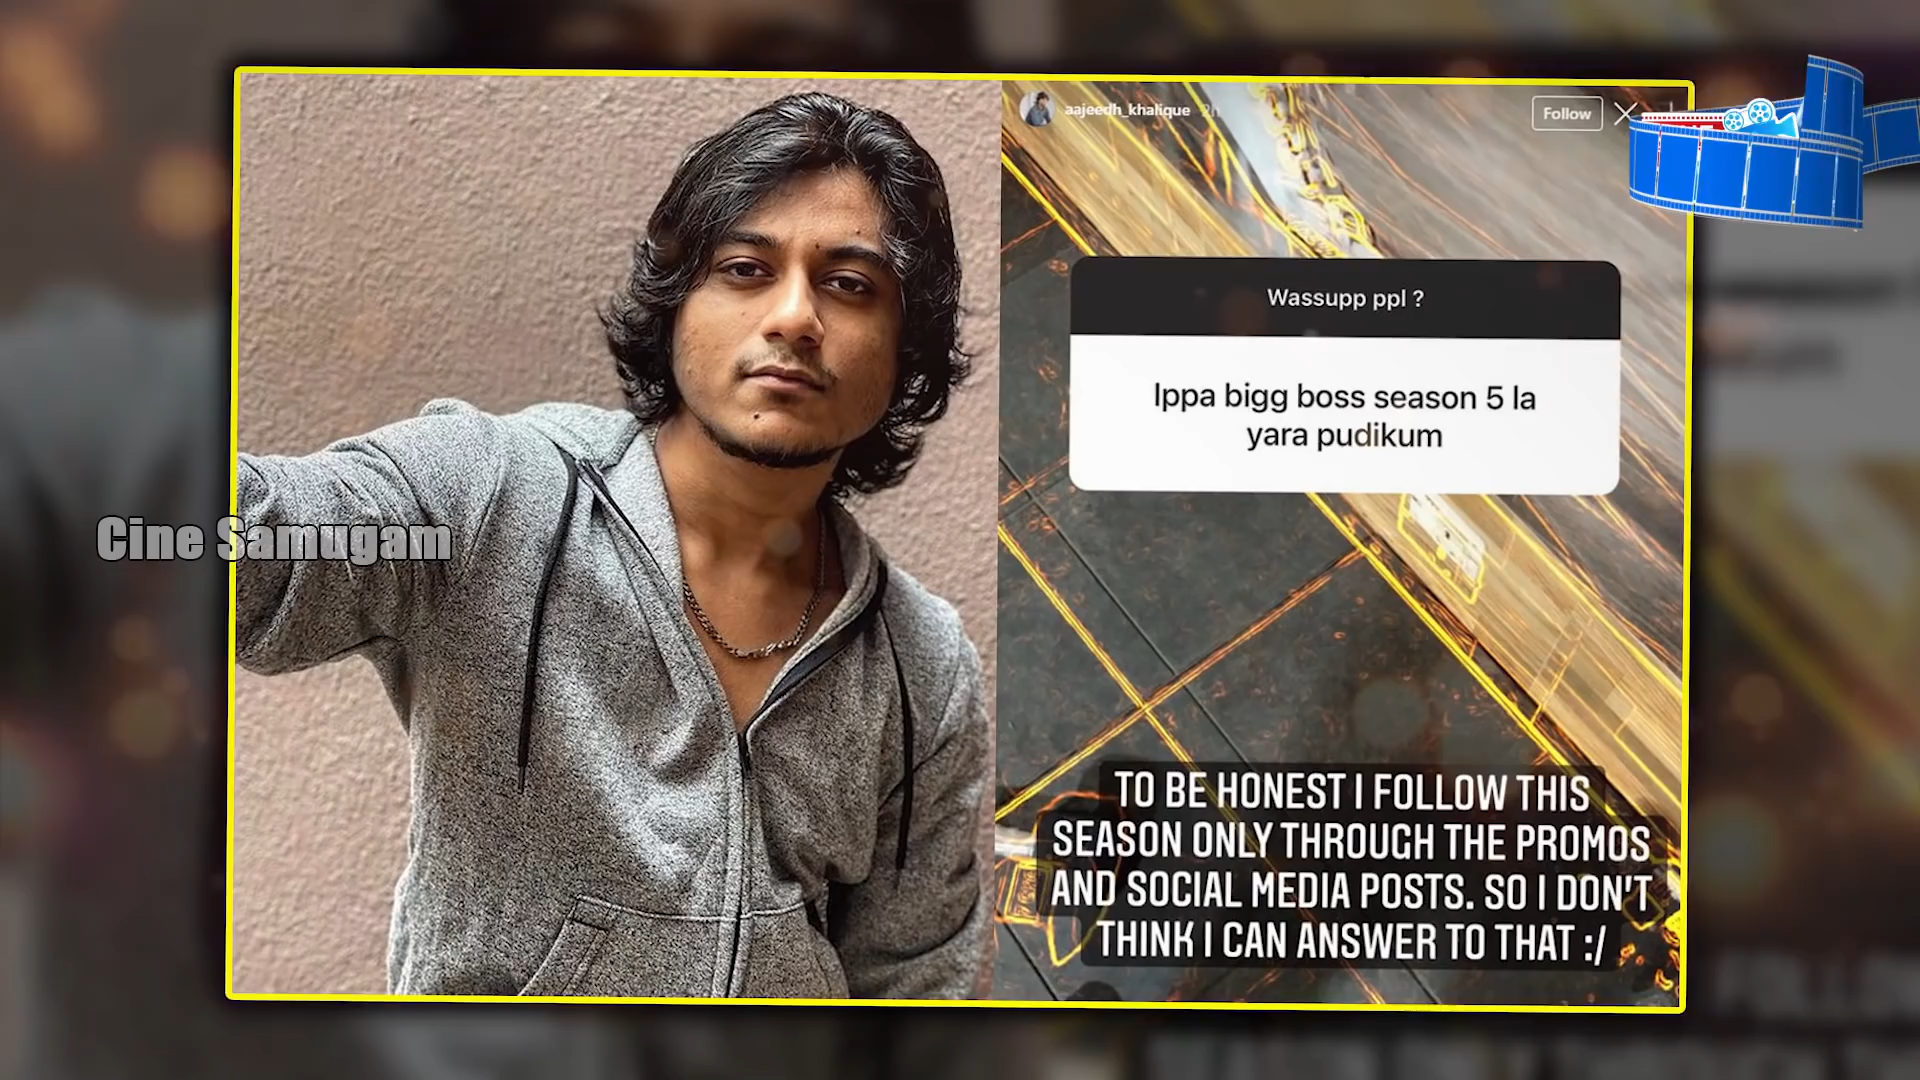 aajeedh_khalique 2h
Follow
Wassupp ppl ?
Ippa bigg boss season 5 la
yara pudikum
Cine Samugam
TO BE HONEST I FOLLOW THIS
SEASON ONLY THROUGH THE PROMOS
AND SOCIAL MEDIA POSTS. SO I DON'T
THINK I CAN ANSWER TO THAT :/